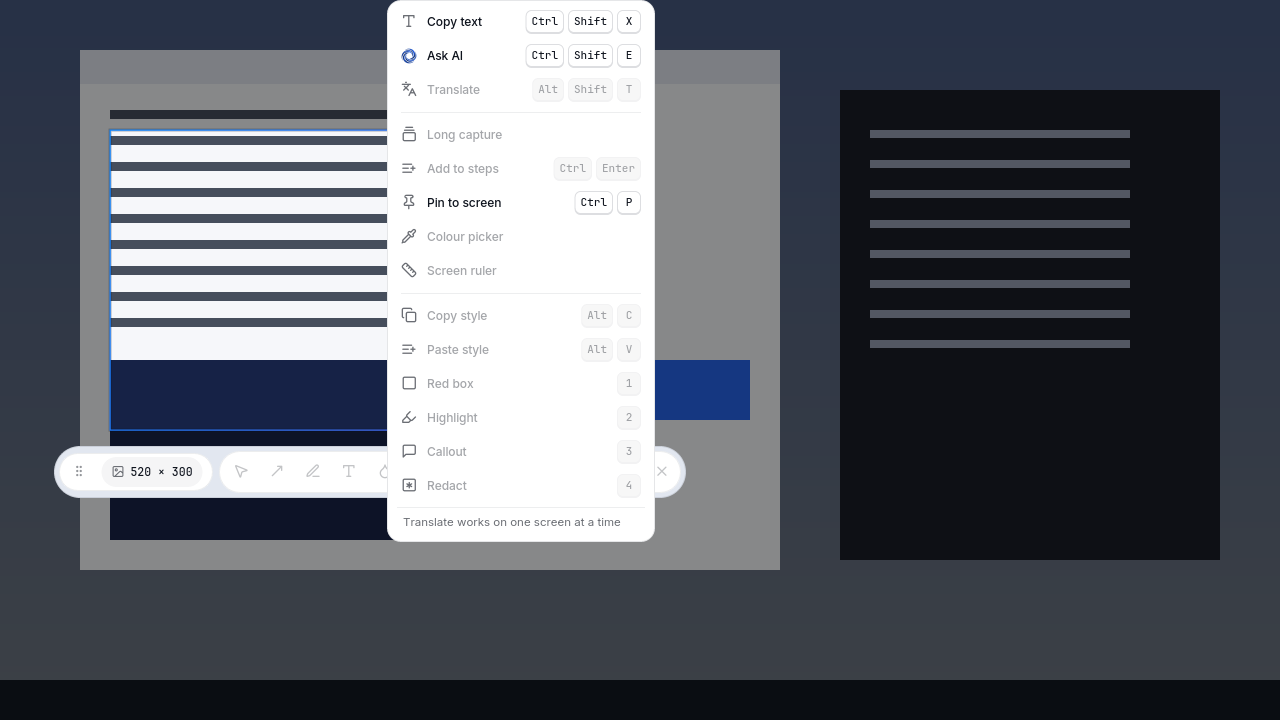 Copy text Ctrl Shift X
Ask AI Ctrl Shift E
Translate Alt Shift T
Long capture
Add to steps Ctrl Enter
Pin to screen Ctrl P
Colour picker
Screen ruler
Copy style Alt C
Paste style Alt V
Red box 1
Highlight 2
Callout 3
Redact 4
Translate works on one screen at a time
520 × 300